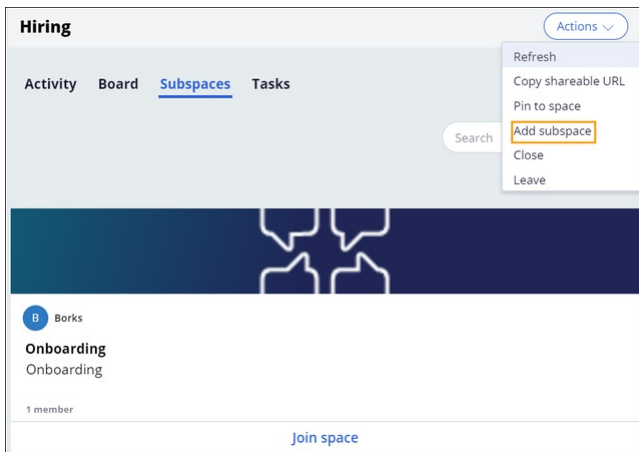 Hiring
Actions
Refresh
Copy shareable URL
Pin to space
Add subspace
Close
Leave
Activity Board Subspaces Tasks
Search
B Borks
Onboarding
Onboarding
1 member
Join space